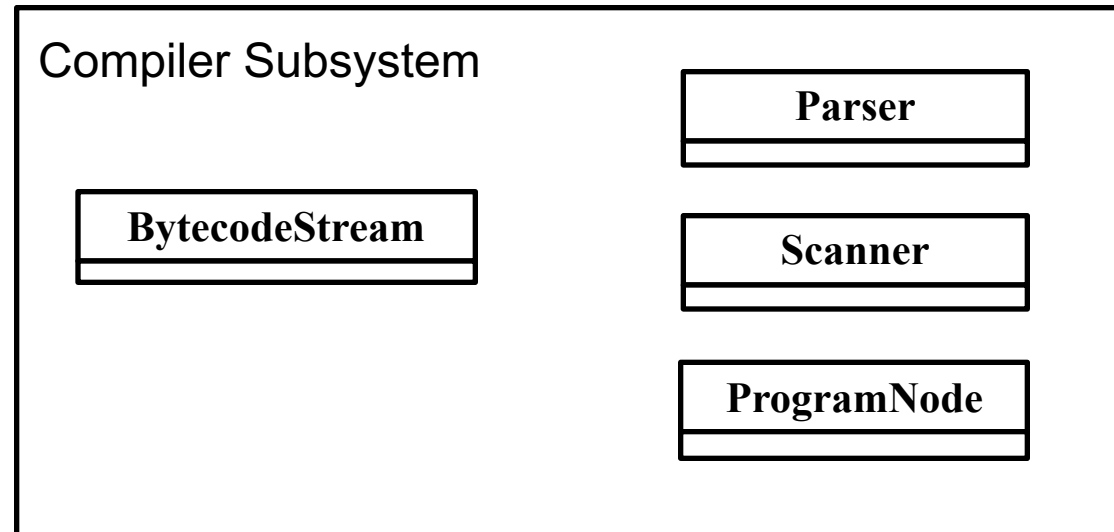 Compiler Subsystem
Parser
BytecodeStream
Scanner
ProgramNode